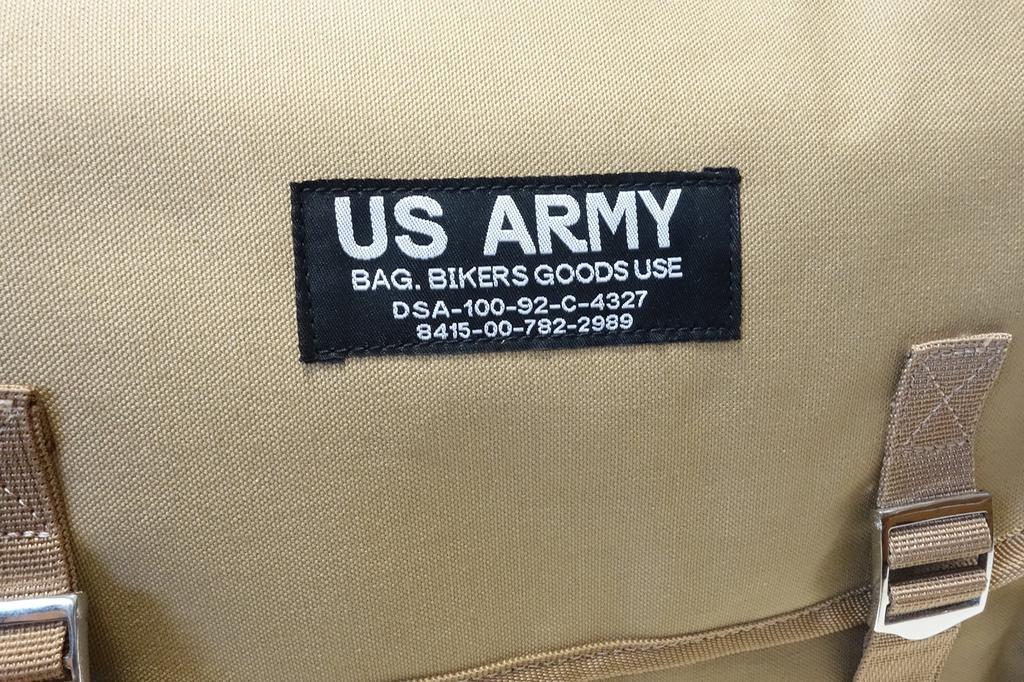 US ARMY
BAG. BIKERS GOODS USE
DSA-100-92-C-4327
8415-00-782-2989